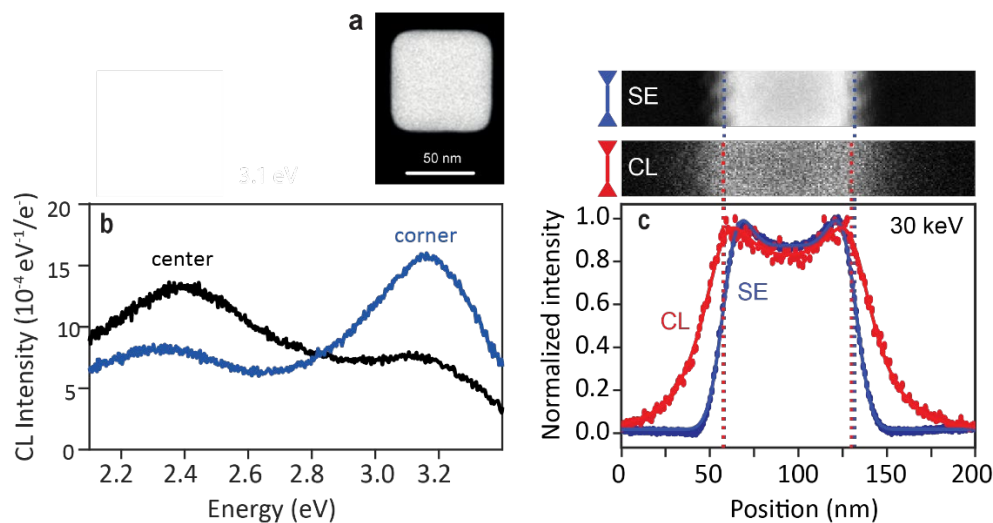 a
50 nm
3.1 eV
SE
CL
b
center
corner
20
15
10
5
0
CL Intensity (10⁻⁴ eV⁻¹/e⁻)
2.2 2.4 2.6 2.8 3.0 3.2
Energy (eV)
c
30 keV
SE
CL
1.0
0.8
0.6
0.4
0.2
0.0
Normalized intensity
0 50 100 150 200
Position (nm)